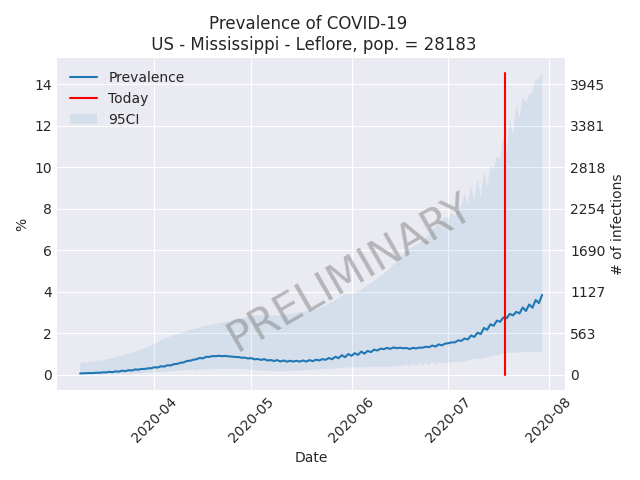 Prevalence of COVID-19
US - Mississippi - Leflore, pop. = 28183
Prevalence
Today
95CI
PRELIMINARY
14
12
10
8
6
4
2
0
%
3945
3381
2818
2254
1690
1127
563
0
# of infections
2020-04
2020-05
2020-06
2020-07
2020-08
Date